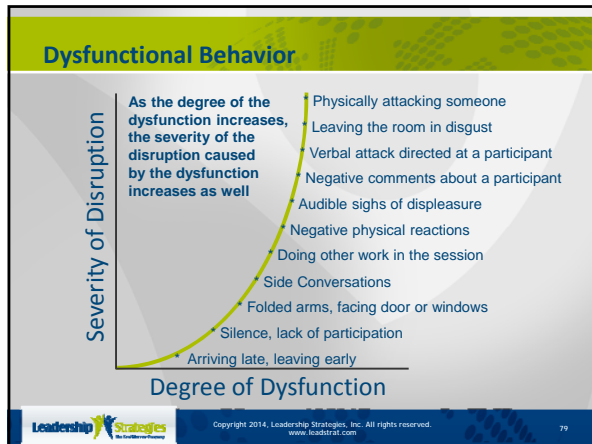 Dysfunctional Behavior
As the degree of the
dysfunction increases,
the severity of the
disruption caused
by the dysfunction
increases as well
* Physically attacking someone
* Leaving the room in disgust
* Verbal attack directed at a participant
* Negative comments about a participant
* Audible sighs of displeasure
* Negative physical reactions
* Doing other work in the session
* Side Conversations
* Folded arms, facing door or windows
* Silence, lack of participation
* Arriving late, leaving early
Severity of Disruption
Degree of Dysfunction
Leadership Strategies
The Facilitation Company
Copyright 2014, Leadership Strategies, Inc. All rights reserved.
www.leadstrat.com
79